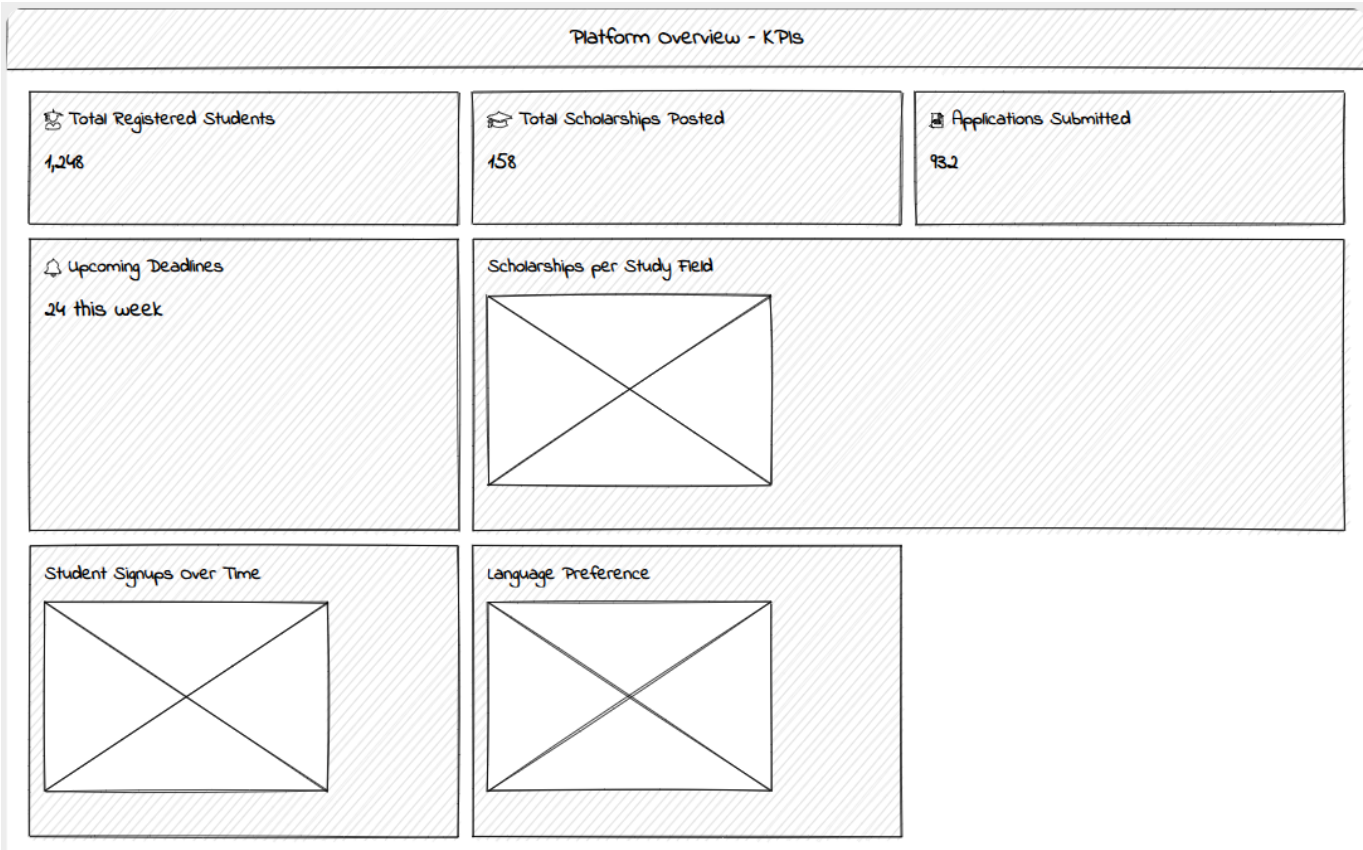 Platform Overview - KPIs
Total Registered Students
1,248
Total Scholarships Posted
158
Applications Submitted
932
Upcoming Deadlines
24 this week
Scholarships per Study Field
Student Signups Over Time
Language Preference